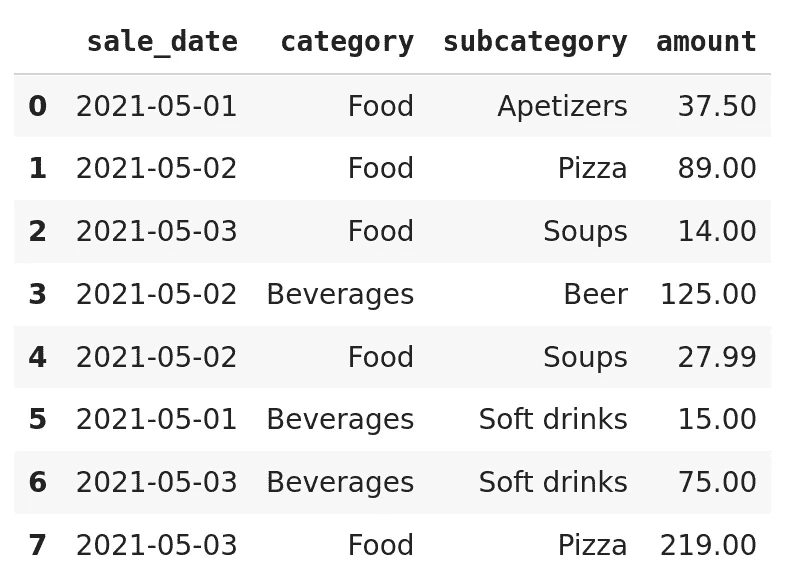 sale_date category subcategory amount
0 2021-05-01 Food Apetizers 37.50
1 2021-05-02 Food Pizza 89.00
2 2021-05-03 Food Soups 14.00
3 2021-05-02 Beverages Beer 125.00
4 2021-05-02 Food Soups 27.99
5 2021-05-01 Beverages Soft drinks 15.00
6 2021-05-03 Beverages Soft drinks 75.00
7 2021-05-03 Food Pizza 219.00